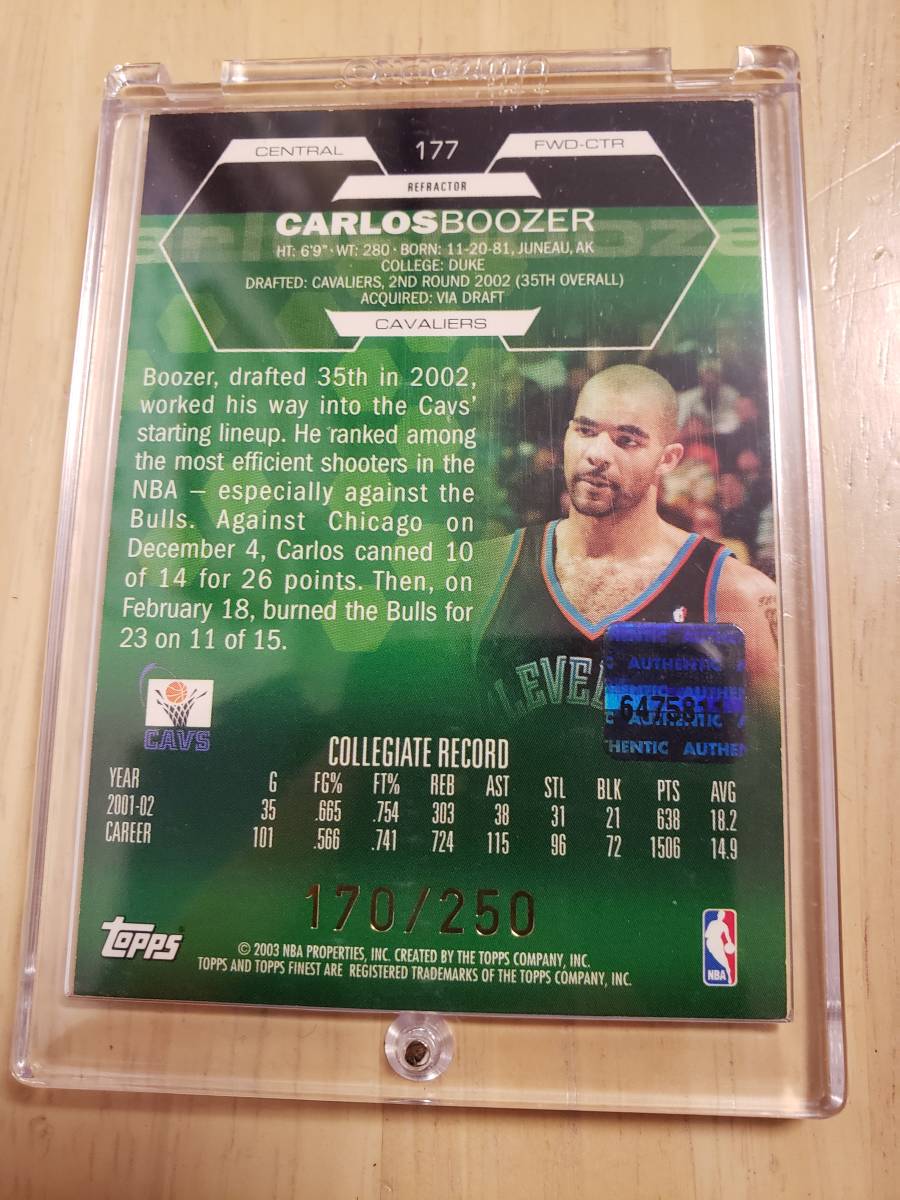 CENTRAL
177
FWD-CTR
REFRACTOR
CARLOSBOOZER
HT: 6'9" · WT: 280 · BORN: 11-20-81, JUNEAU, AK
COLLEGE: DUKE
DRAFTED: CAVALIERS, 2ND ROUND 2002 (35TH OVERALL)
ACQUIRED: VIA DRAFT
CAVALIERS
Boozer, drafted 35th in 2002,
worked his way into the Cavs'
starting lineup. He ranked among
the most efficient shooters in the
NBA – especially against the
Bulls. Against Chicago on
December 4, Carlos canned 10
of 14 for 26 points. Then, on
February 18, burned the Bulls for
23 on 11 of 15.
LEVEL
AUTHENTIC
6475811
HENTIC AUTHEN
CAVS
COLLEGIATE RECORD
YEAR G FG% FT% REB AST STL BLK PTS AVG
2001-02 35 .665 .754 303 38 31 21 638 18.2
CAREER 101 .566 .741 724 115 96 72 1506 14.9
170/250
topps
© 2003 NBA PROPERTIES, INC. CREATED BY THE TOPPS COMPANY, INC.
TOPPS AND TOPPS FINEST ARE REGISTERED TRADEMARKS OF THE TOPPS COMPANY, INC.
NBA